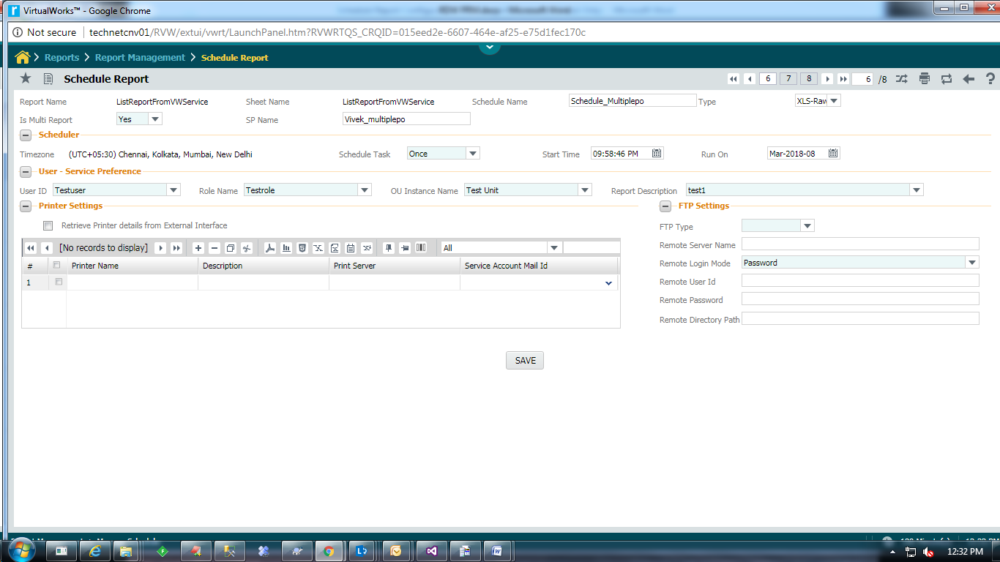 VirtualWorks™ - Google Chrome
Not secure technetcnv01/RVW/extui/vwrt/LaunchPanel.htm?RVWRTQS_CRQID=015eed2e-6607-464e-af25-e75d1fec170c
Reports Report Management Schedule Report
Schedule Report 6 7 8 6 /8 ?
Report Name ListReportFromVWService Sheet Name ListReportFromVWService Schedule Name Schedule_Multiplepo Type XLS-Raw
Is Multi Report Yes SP Name Vivek_multiplepo
Scheduler
Timezone (UTC+05:30) Chennai, Kolkata, Mumbai, New Delhi Schedule Task Once Start Time 09:58:46 PM Run On Mar-2018-08
User - Service Preference
User ID Testuser Role Name Testrole OU Instance Name Test Unit Report Description test1
Printer Settings FTP Settings
Retrieve Printer details from External Interface FTP Type
[No records to display] All Remote Server Name
# Printer Name Description Print Server Service Account Mail Id Remote Login Mode Password
1 Remote User Id
Remote Password
Remote Directory Path
SAVE
12:32 PM